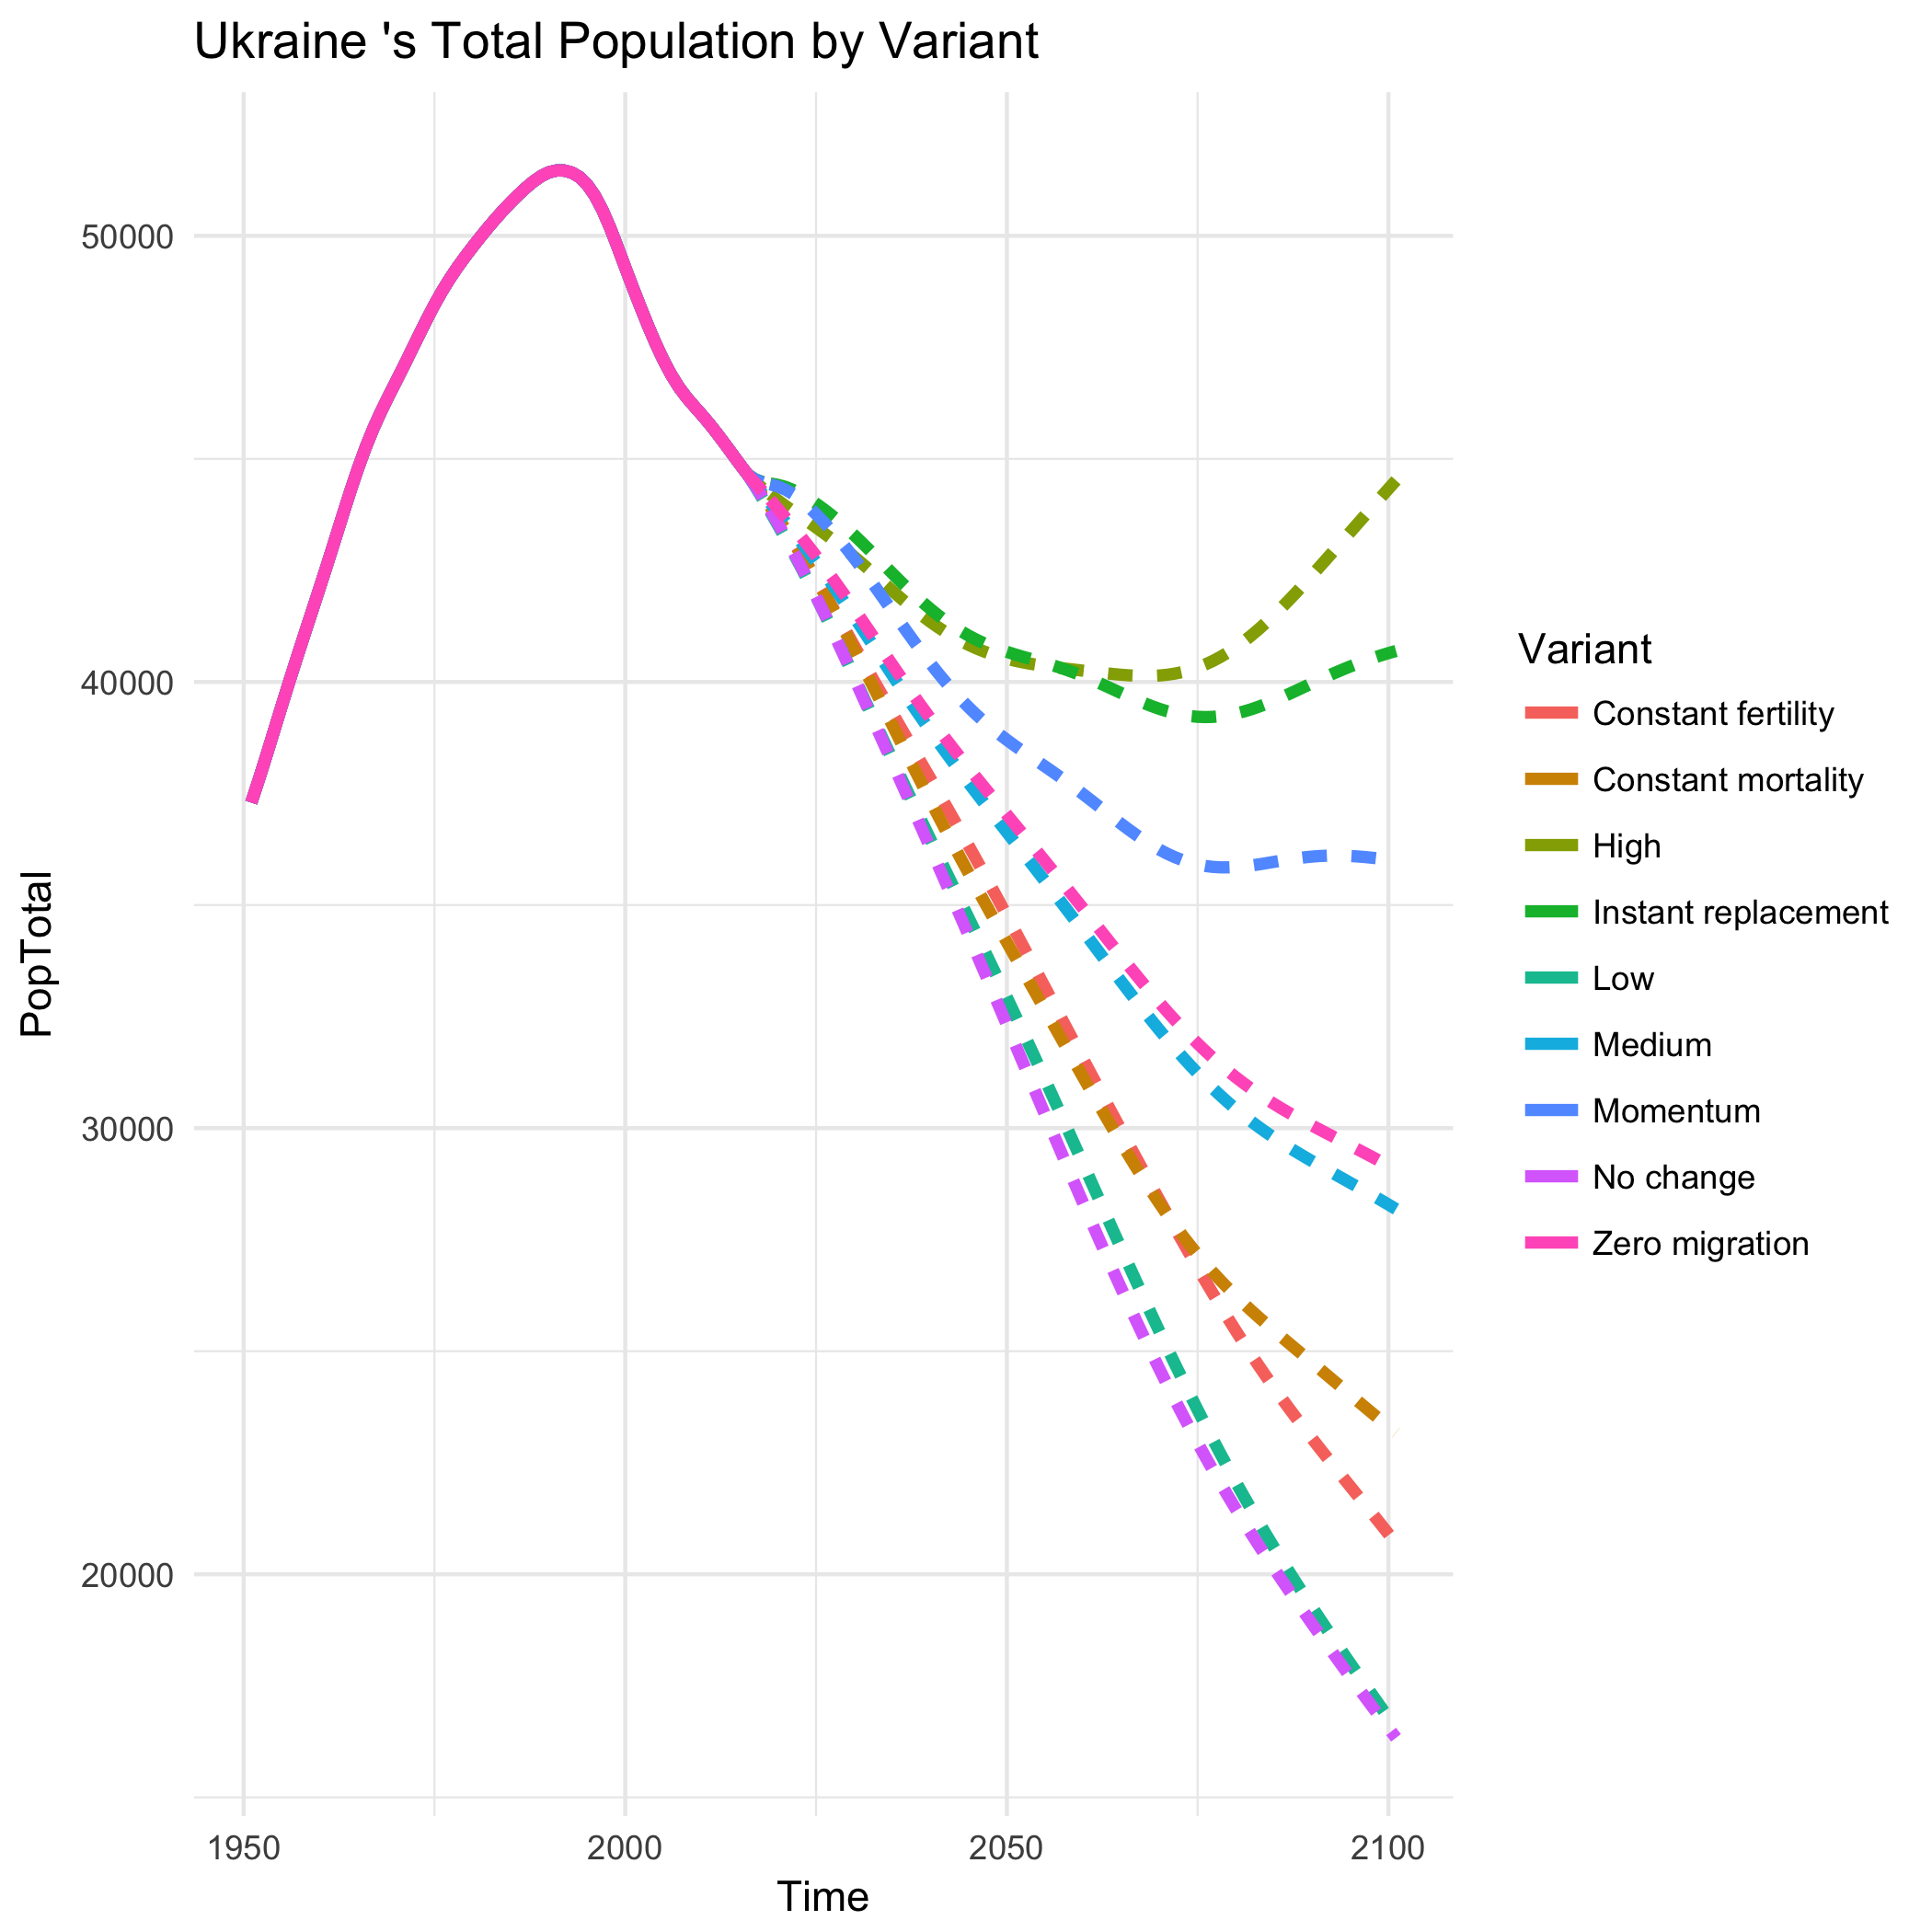 Ukraine 's Total Population by Variant
50000
40000
30000
20000
PopTotal
1950 2000 2050 2100
Time
Variant
Constant fertility
Constant mortality
High
Instant replacement
Low
Medium
Momentum
No change
Zero migration